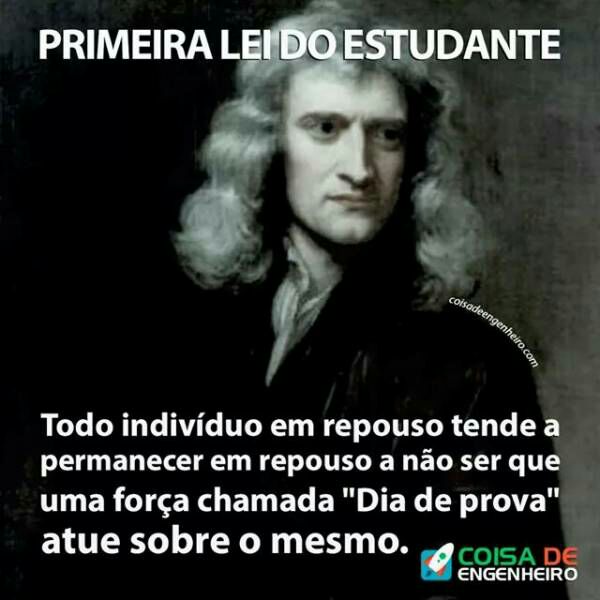 PRIMEIRA LEI DO ESTUDANTE
coisadeengenheiro.com
Todo indivíduo em repouso tende a
permanecer em repouso a não ser que
uma força chamada "Dia de prova"
atue sobre o mesmo.
COISA DE
ENGENHEIRO